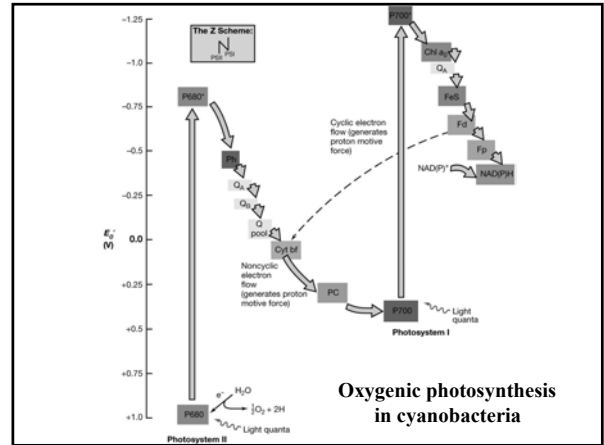 The Z Scheme:
PSII
PSI
-1.25
-1.0
-0.75
-0.5
-0.25
0.0
+0.25
+0.5
+0.75
+1.0
E₀′
(V)
P680*
Ph
QA
QB
Q
pool
Cyt bf
Noncyclic
electron
flow
(generates proton
motive force)
PC
P700
Light
quanta
Photosystem I
P700*
Chl a₀
QA
FeS
Fd
Fp
NAD(P)⁺
NAD(P)H
Cyclic electron
flow (generates
proton motive
force)
P680
e⁻
H₂O
½O₂ + 2H
Light quanta
Photosystem II
Oxygenic photosynthesis
in cyanobacteria